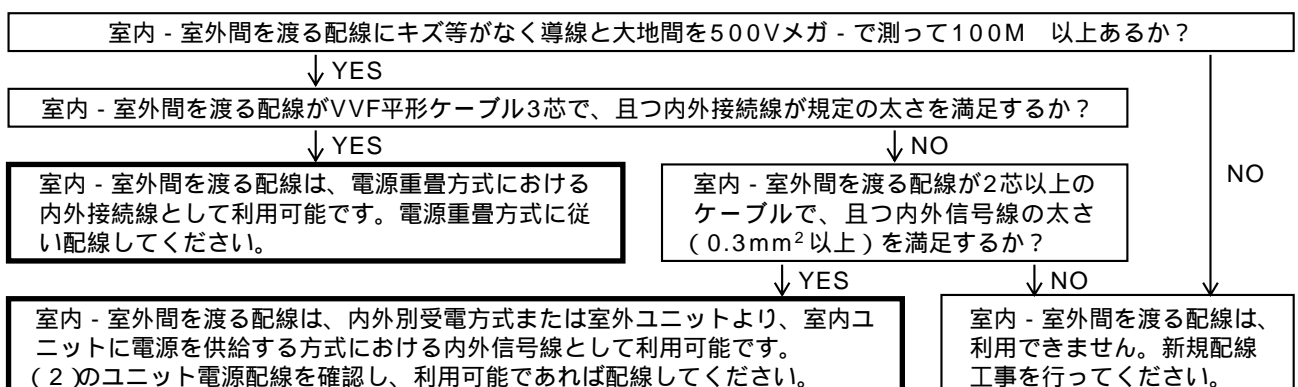 室内 - 室外間を渡る配線にキズ等がなく導線と大地間を500Vメガ - で測って100M　以上あるか？
YES
室内 - 室外間を渡る配線がVVF平形ケーブル3芯で、且つ内外接続線が規定の太さを満足するか？
YES
NO
室内 - 室外間を渡る配線は、電源重畳方式における
内外接続線として利用可能です。電源重畳方式に従
い配線してください。
室内 - 室外間を渡る配線が2芯以上の
ケーブルで、且つ内外信号線の太さ
（0.3mm²以上）を満足するか？
NO
YES
NO
室内 - 室外間を渡る配線は、内外別受電方式または室外ユニットより、室内ユ
ニットに電源を供給する方式における内外信号線として利用可能です。
（2）のユニット電源配線を確認し、利用可能であれば配線してください。
室内 - 室外間を渡る配線は、
利用できません。新規配線
工事を行ってください。